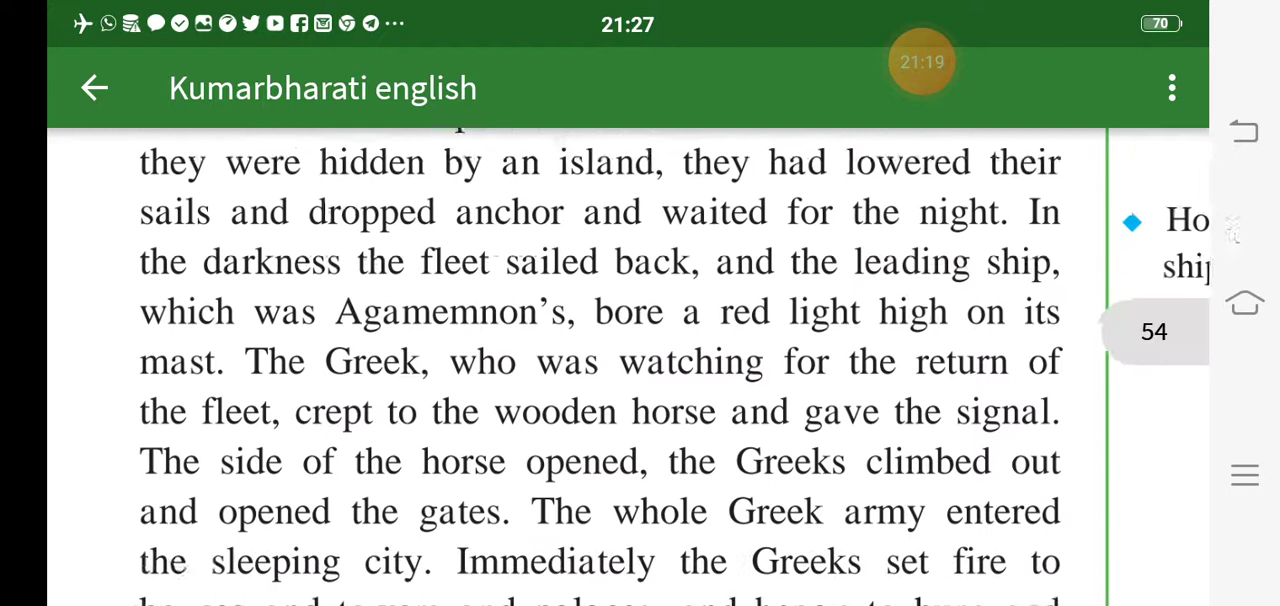 21:27
70
21:19
Kumarbharati english
they were hidden by an island, they had lowered their
sails and dropped anchor and waited for the night. In
the darkness the fleet sailed back, and the leading ship,
which was Agamemnon's, bore a red light high on its
mast. The Greek, who was watching for the return of
the fleet, crept to the wooden horse and gave the signal.
The side of the horse opened, the Greeks climbed out
and opened the gates. The whole Greek army entered
the sleeping city. Immediately the Greeks set fire to
Ho
ship
54